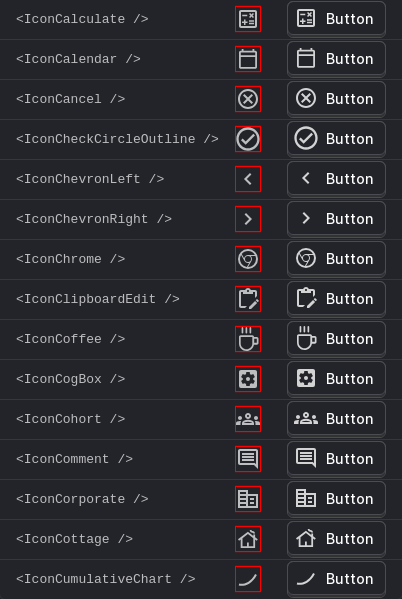 <IconCalculate /> Button
<IconCalendar /> Button
<IconCancel /> Button
<IconCheckCircleOutline /> Button
<IconChevronLeft /> Button
<IconChevronRight /> Button
<IconChrome /> Button
<IconClipboardEdit /> Button
<IconCoffee /> Button
<IconCogBox /> Button
<IconCohort /> Button
<IconComment /> Button
<IconCorporate /> Button
<IconCottage /> Button
<IconCumulativeChart /> Button